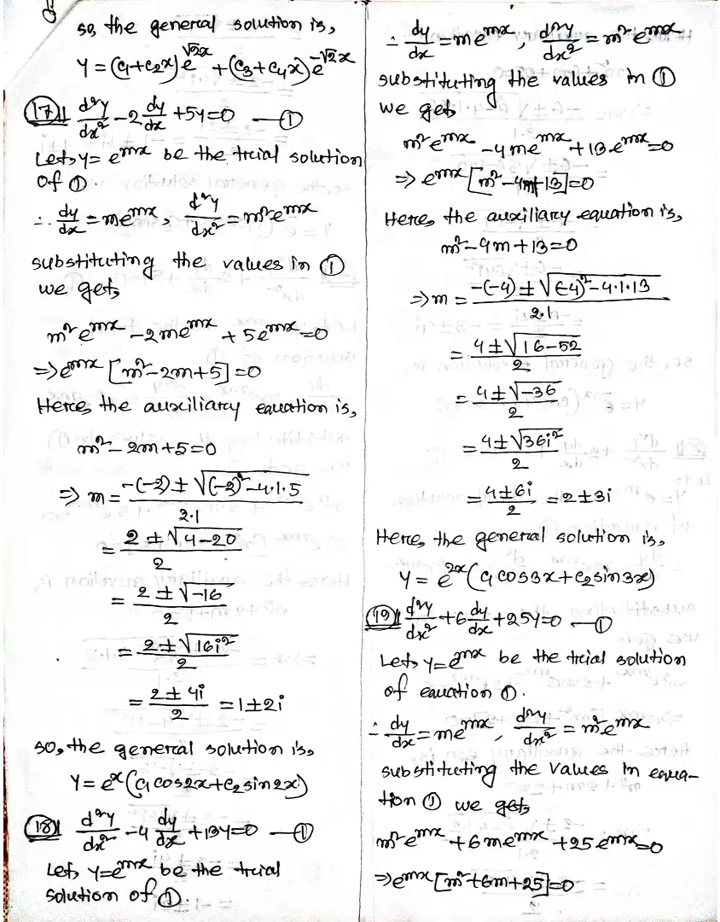 so, the general solution is,
y = (c₁+c₂x)e^{√2x} + (c₃+c₄x)e^{-√2x}
(17) d²y/dx² - 2 dy/dx + 5y=0 —①
Let, y= e^{mx} be the trial solution
of ①.
∴ dy/dx = me^{mx}, d²y/dx² = m²e^{mx}
substituting the values in ①
we get,
m²e^{mx} - 2me^{mx} + 5e^{mx}=0
⇒ e^{mx} [m²-2m+5] =0
Here, the auxiliary equation is,
m² - 2m+5=0
⇒ m = (-(-2) ± √((-2)²-4.1.5))/2.1
= (2 ± √(4-20))/2
= (2 ± √-16)/2
= (2 ± √(16i²))/2
= (2 ± 4i)/2 = 1±2i
so, the general solution is,
y = e^x (c₁ cos2x + c₂ sin2x)
(18) d²y/dx² - 4 dy/dx + 13y=0 —①
Let, y=e^{mx} be the trial
solution of ①.
∴ dy/dx = me^{mx}, d²y/dx² = m²e^{mx}
substituting the values in ①
we get,
m²e^{mx} - 4me^{mx} + 13e^{mx}=0
⇒ e^{mx} [m²-4m+13]=0
Here, the auxiliary equation is,
m²-4m+13=0
⇒ m = (-(-4) ± √((-4)²-4.1.13))/2.1
= (4 ± √(16-52))/2
= (4 ± √-36)/2
= (4 ± √(36i²))/2
= (4±6i)/2 = 2±3i
Here, the general solution is,
y = e^{2x} (c₁ cos3x + c₂ sin3x)
(19) d²y/dx² + 6 dy/dx + 25y=0 —①
Let, y=e^{mx} be the trial solution
of equation ①.
∴ dy/dx = me^{mx}, d²y/dx² = m²e^{mx}
substituting the values in equa-
tion ① we get,
m²e^{mx} + 6me^{mx} + 25e^{mx}=0
⇒ e^{mx} [m²+6m+25]=0